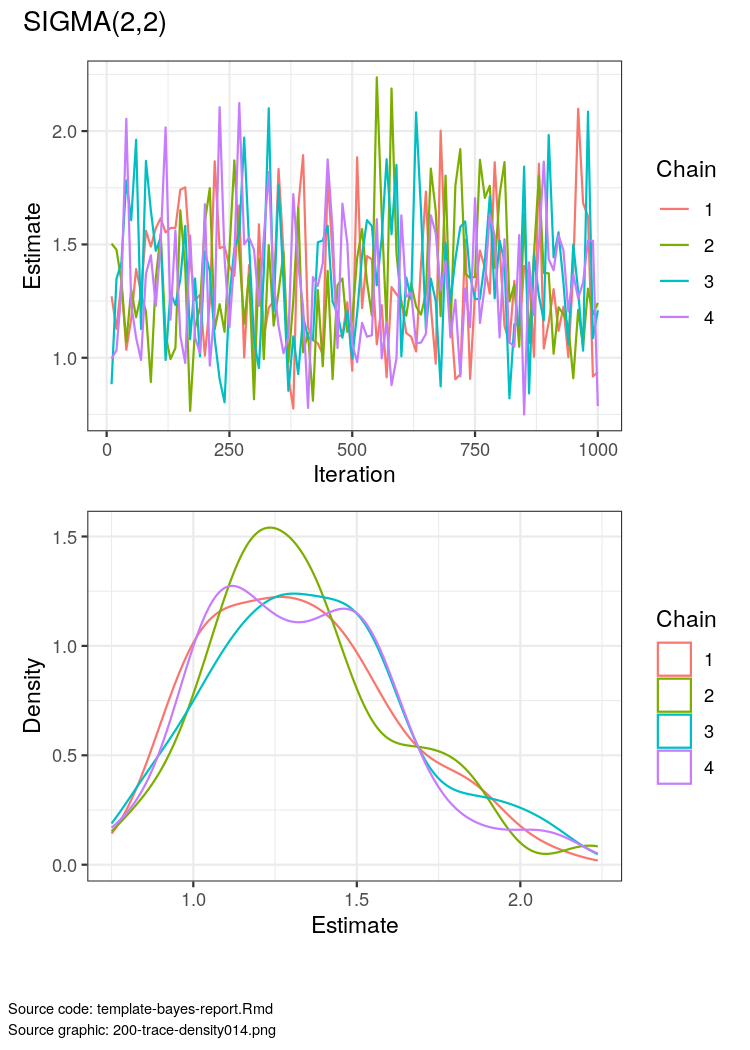 SIGMA(2,2)
2.0
1.5
1.0
Estimate
0 250 500 750 1000
Iteration
Chain
1
2
3
4
1.5
1.0
0.5
0.0
Density
1.0 1.5 2.0
Estimate
Chain
1
2
3
4
Source code: template-bayes-report.Rmd
Source graphic: 200-trace-density014.png